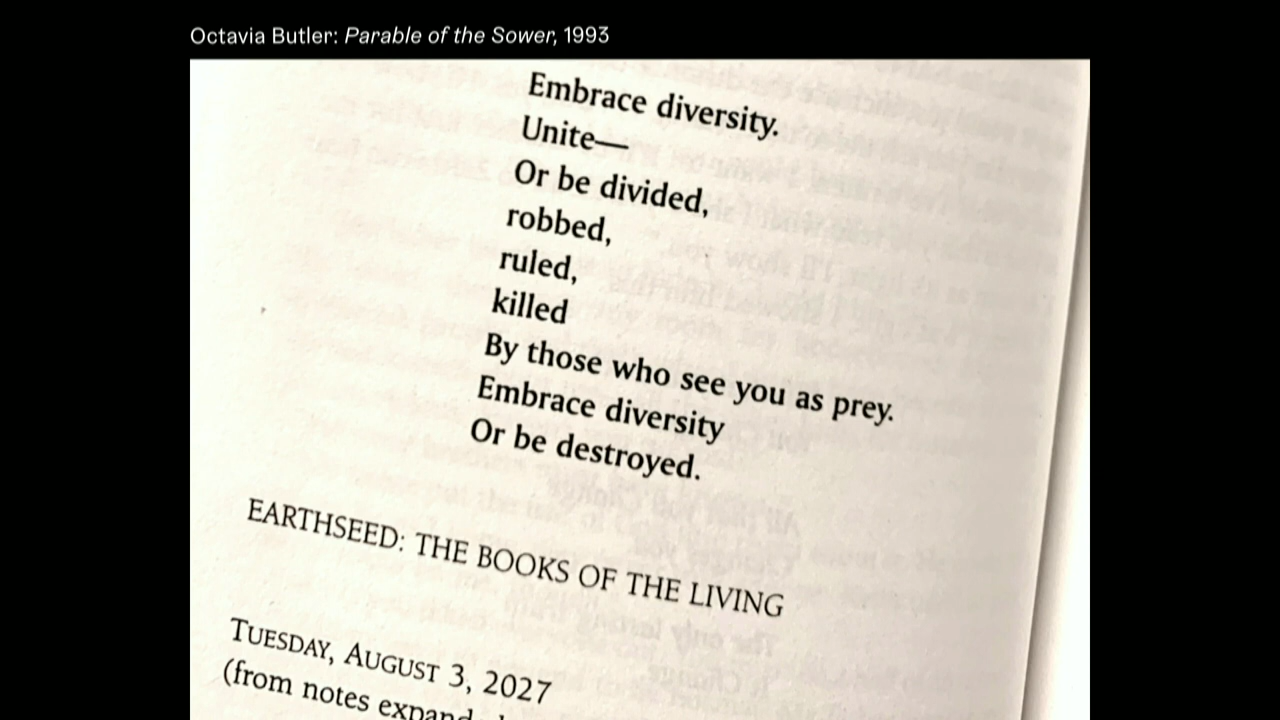 Octavia Butler: Parable of the Sower, 1993
Embrace diversity.
Unite—
Or be divided,
robbed,
ruled,
killed
By those who see you as prey.
Embrace diversity
Or be destroyed.
EARTHSEED: THE BOOKS OF THE LIVING
TUESDAY, AUGUST 3, 2027
(from notes